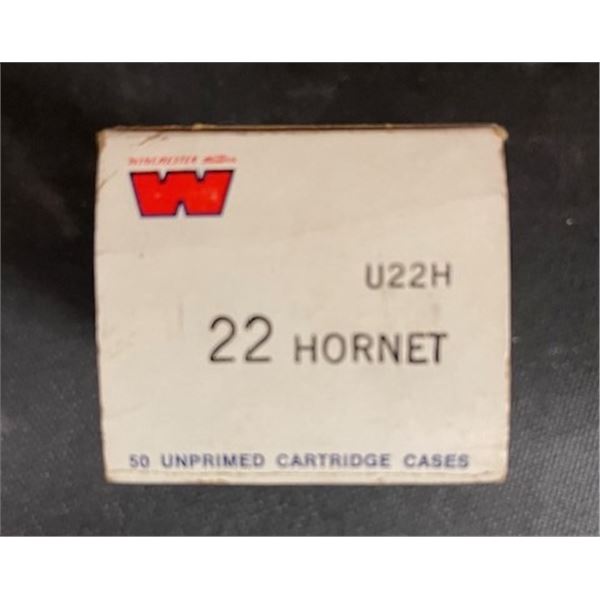 WINCHESTER Western
W
U22H
22 HORNET
50 UNPRIMED CARTRIDGE CASES